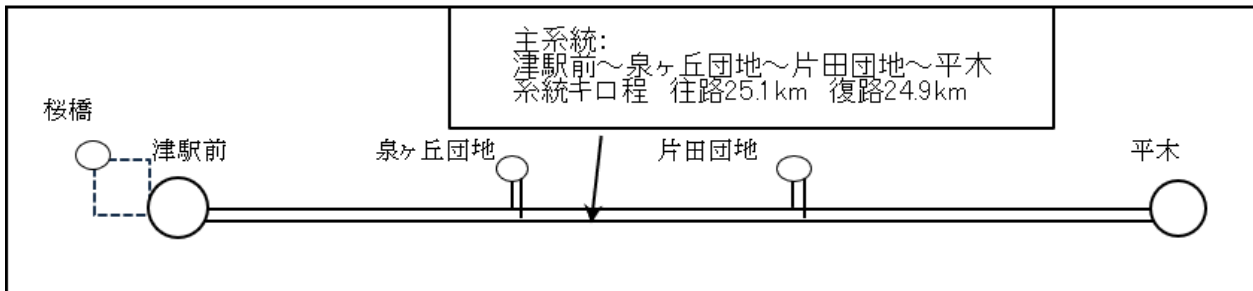 主系統:
津駅前～泉ヶ丘団地～片田団地～平木
系統キロ程　往路25.1km　復路24.9km
桜橋
津駅前
泉ヶ丘団地
片田団地
平木